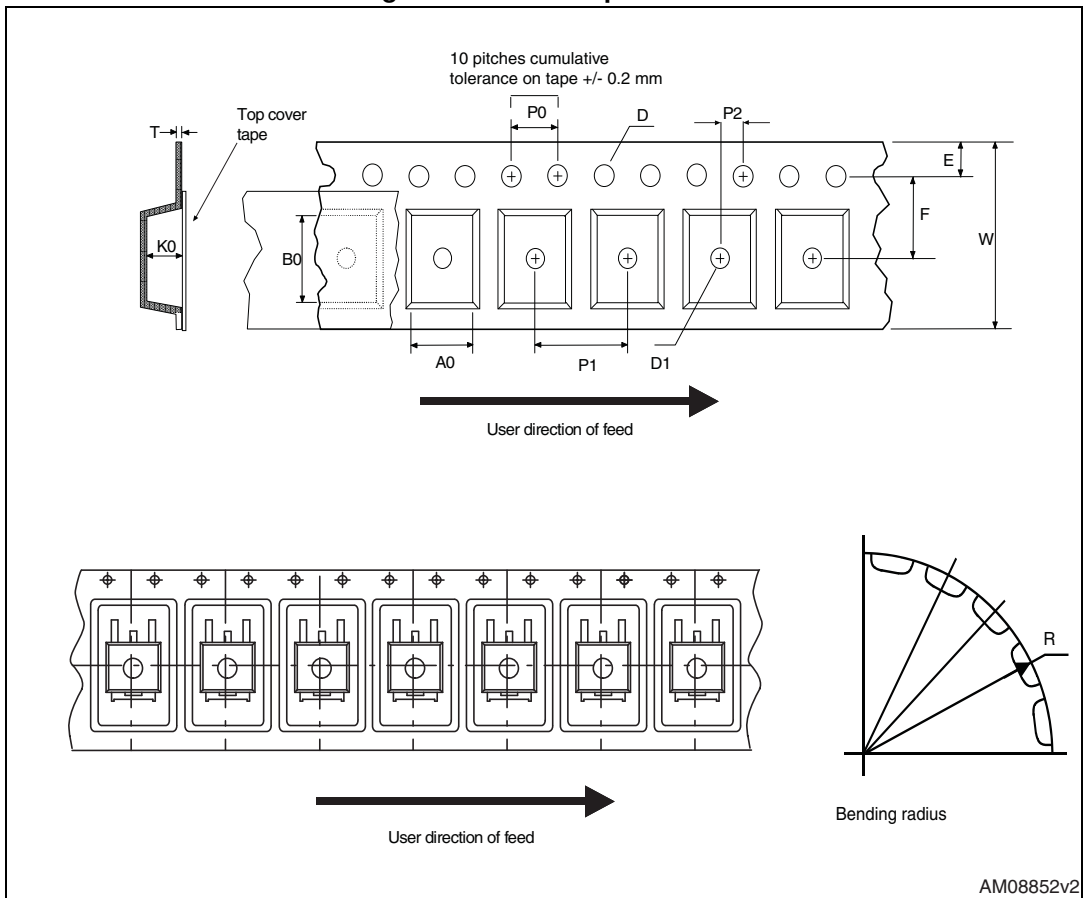 10 pitches cumulative
tolerance on tape +/- 0.2 mm
Top cover
tape
T
P0
D
P2
E
F
W
K0
B0
A0
P1
D1
User direction of feed
R
Bending radius
User direction of feed
AM08852v2